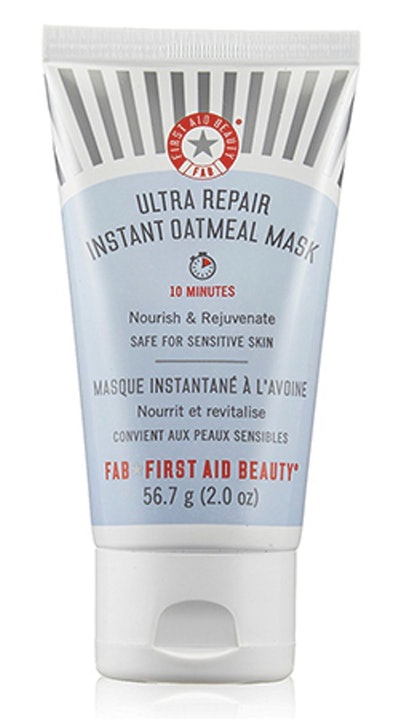 FIRST AID BEAUTY®
FAB
ULTRA REPAIR
INSTANT OATMEAL MASK
10 MINUTES
Nourish & Rejuvenate
SAFE FOR SENSITIVE SKIN
MASQUE INSTANTANÉ À L'AVOINE
Nourrit et revitalise
CONVIENT AUX PEAUX SENSIBLES
FAB☆FIRST AID BEAUTY®
56.7 g (2.0 oz)